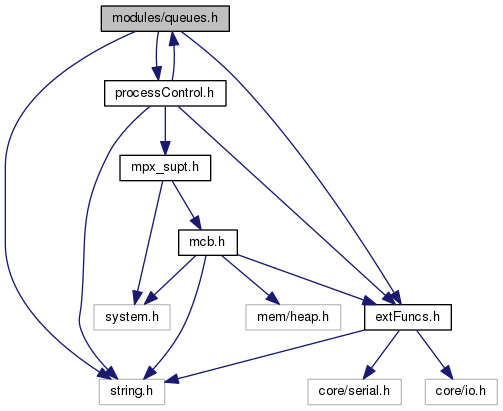 modules/queues.h
processControl.h
mpx_supt.h
mcb.h
system.h
mem/heap.h
extFuncs.h
string.h
core/serial.h
core/io.h